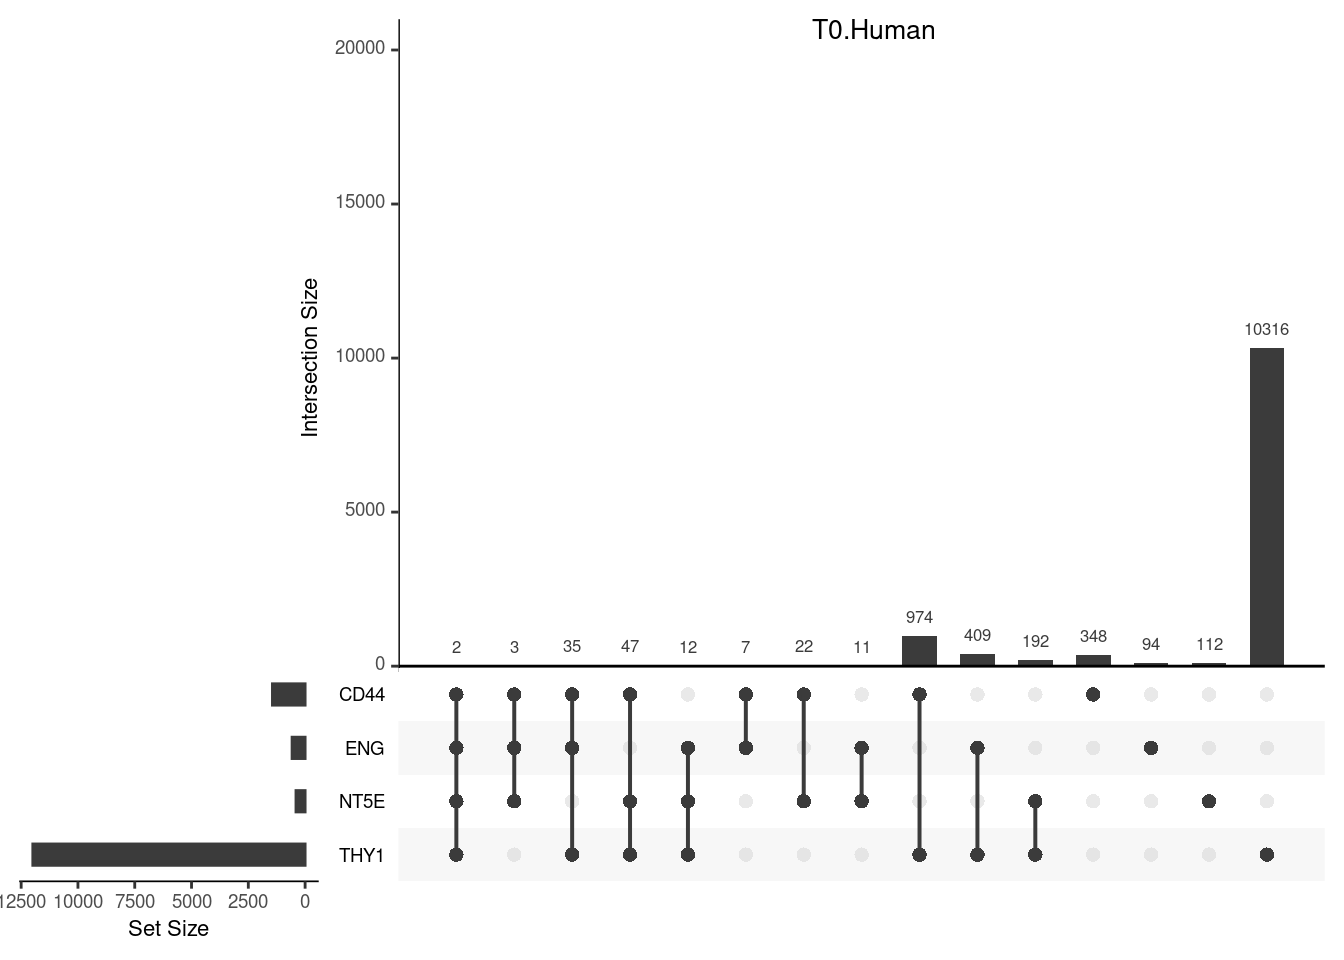 T0.Human
20000
15000
10000
5000
0
Intersection Size
2 3 35 47 12 7 22 11 974 409 192 348 94 112 10316
CD44
ENG
NT5E
THY1
12500 10000 7500 5000 2500 0
Set Size